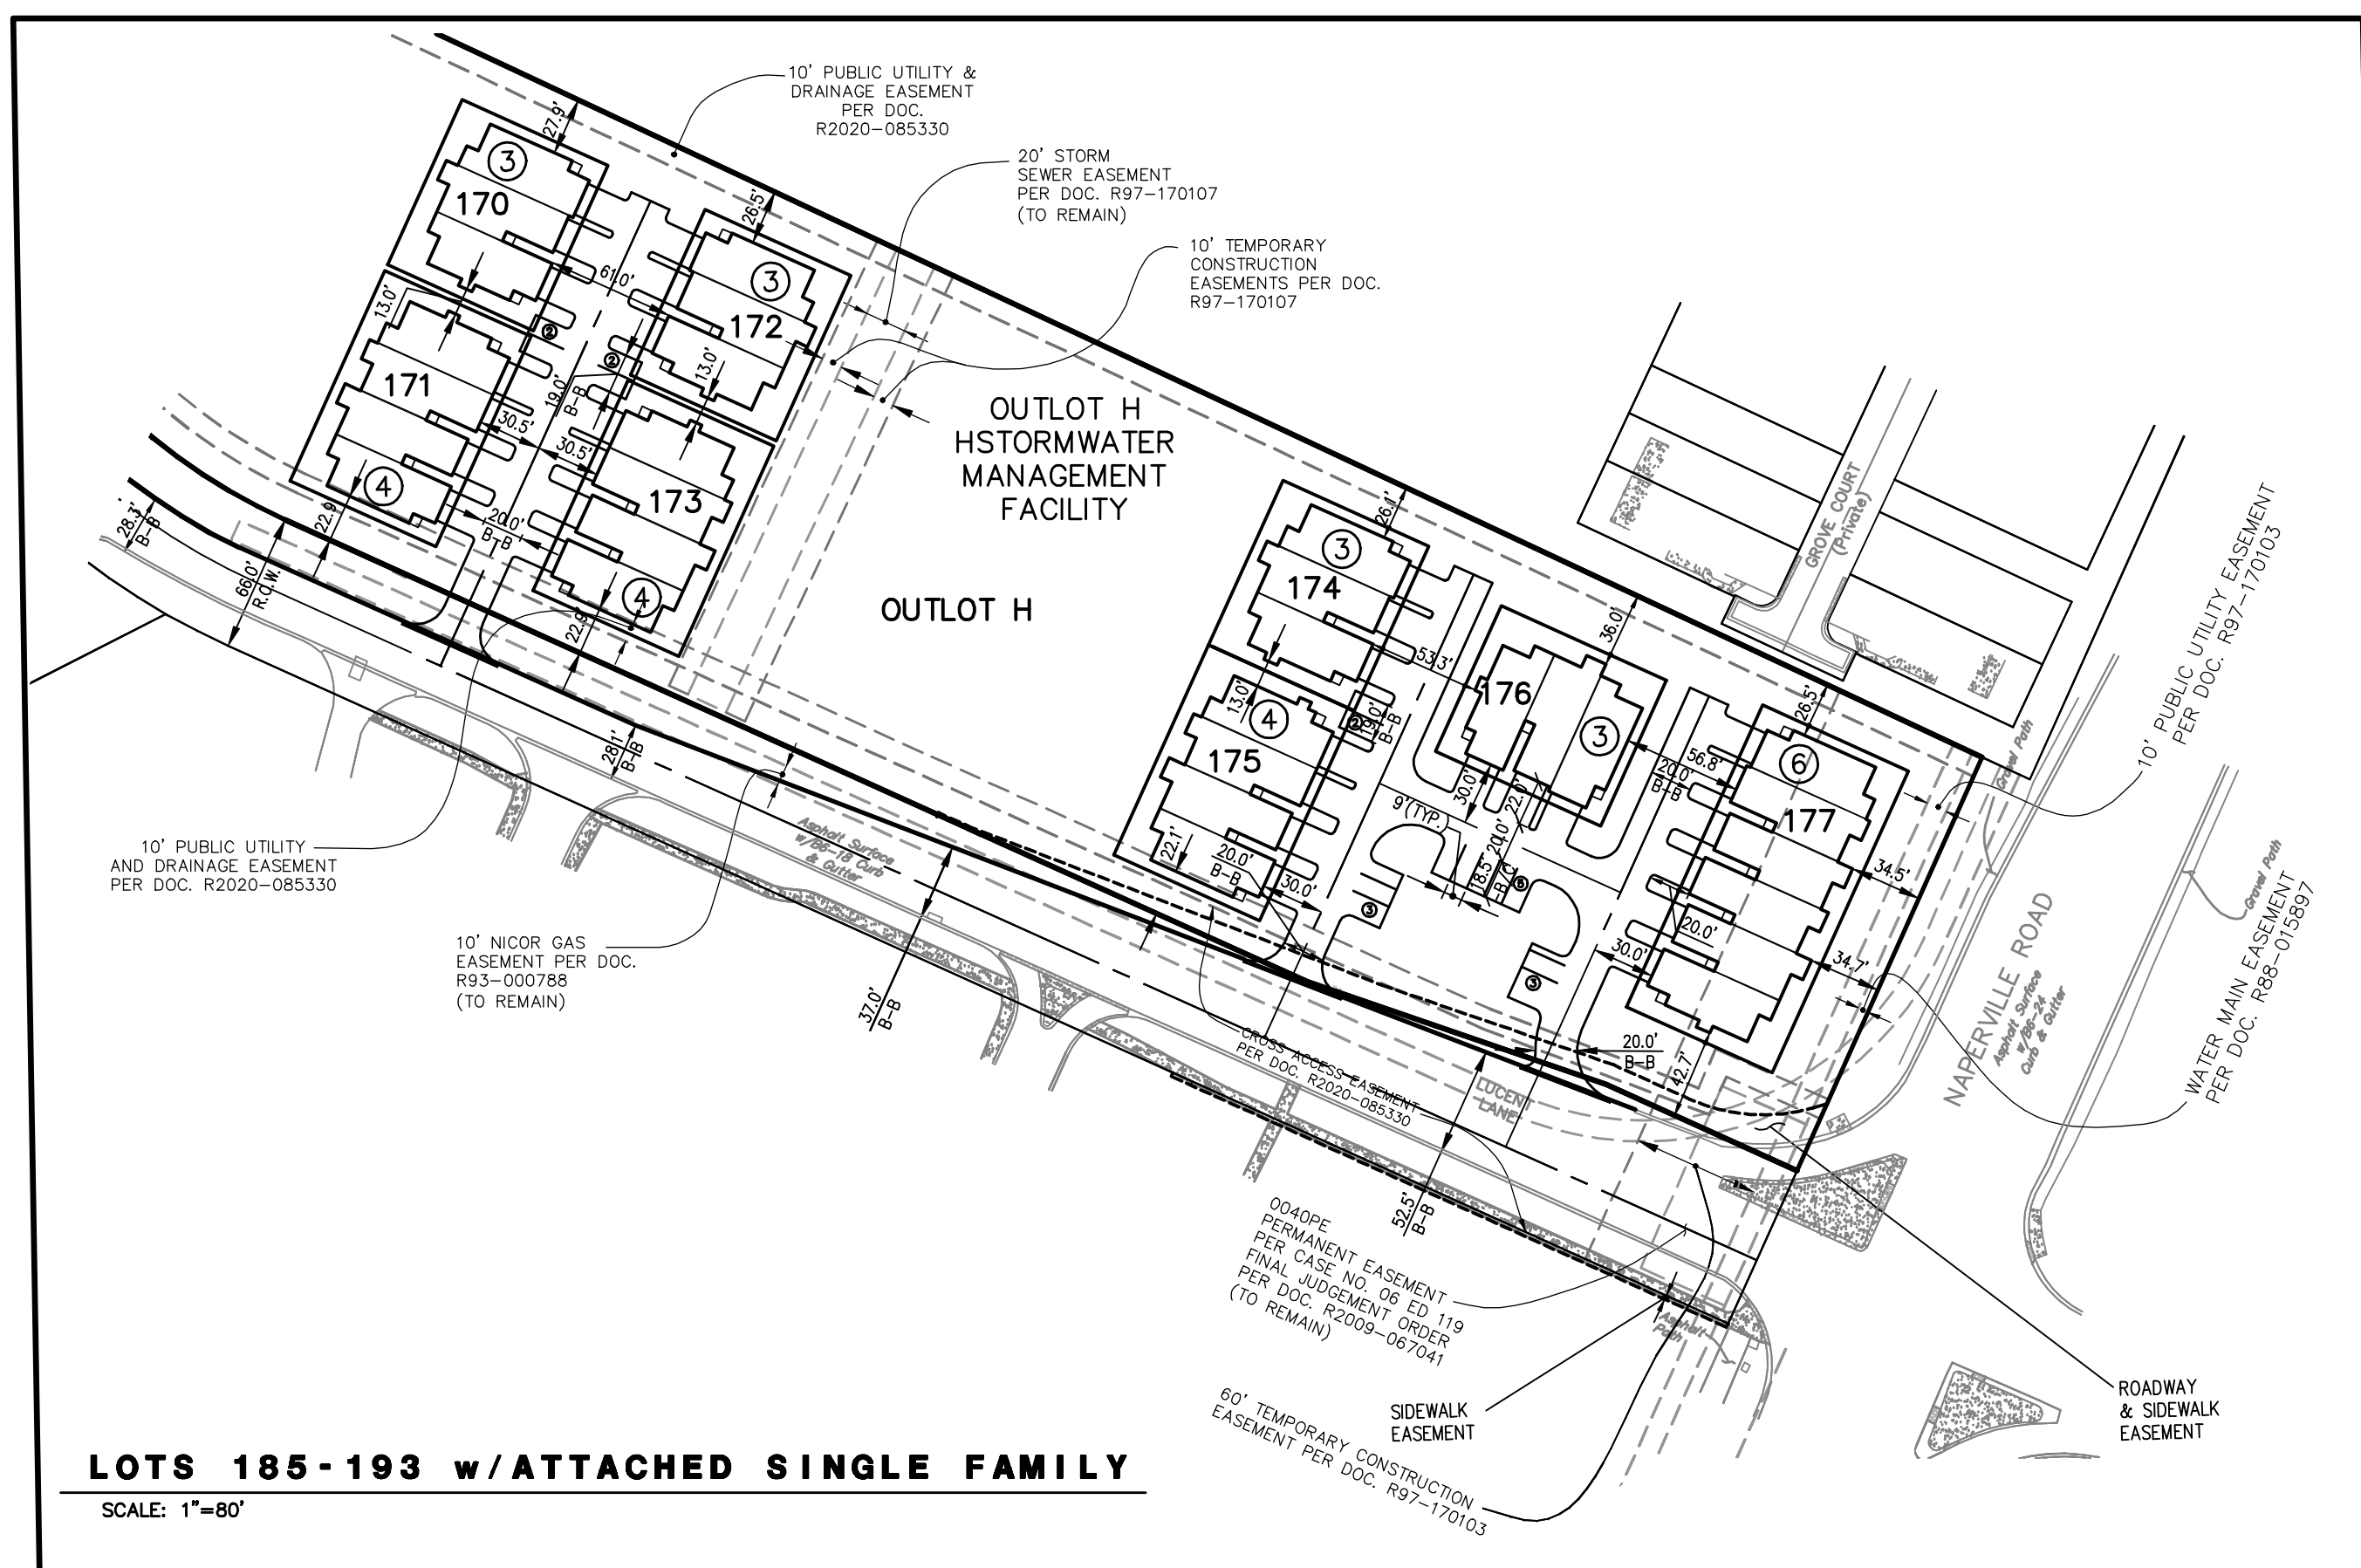 10' PUBLIC UTILITY &
DRAINAGE EASEMENT
PER DOC.
R2020-085330
20' STORM
SEWER EASEMENT
PER DOC. R97-170107
(TO REMAIN)
10' TEMPORARY
CONSTRUCTION
EASEMENTS PER DOC.
R97-170107
27.9'
3
170
26.5'
3
172
61.0'
13.0'
2
2
171
19.0'
B-B
13.0'
30.5'
30.5'
4
173
22.9'
20.0'
B-B
4
22.9'
28.3'
B-B
66.0'
R.O.W.
OUTLOT H
HSTORMWATER
MANAGEMENT
FACILITY
OUTLOT H
26.1'
3
174
53.3'
36.0'
GROVE COURT
(Private)
10' PUBLIC UTILITY EASEMENT
PER DOC. R97-170103
13.0'
4
175
2
19.0'
B-B
176
3
26.5'
6
177
56.8'
20.0'
B-B
30.0'
22.0'
9'(TYP.)
20.0'
18.5'
5
3
3
22.1'
20.0'
B-B
30.0'
20.0'
30.0'
34.5'
34.7'
20.0'
B-B
42.7'
Gravel Path
Gravel Path
NAPERVILLE ROAD
Asphalt Surface
w/B6-24
Curb & Gutter
WATER MAIN EASEMENT
PER DOC. R88-015897
28.1'
B-B
Asphalt Surface
w/B6-18 Curb
& Gutter
10' PUBLIC UTILITY
AND DRAINAGE EASEMENT
PER DOC. R2020-085330
10' NICOR GAS
EASEMENT PER DOC.
R93-000788
(TO REMAIN)
37.0'
B-B
CROSS ACCESS EASEMENT
PER DOC. R2020-085330
LUCENT
LANE
52.5'
B-B
0040PE
PERMANENT EASEMENT
PER CASE NO. 06 ED 119
FINAL JUDGEMENT ORDER
PER DOC. R2009-067041
(TO REMAIN)
Asphalt
Path
60' TEMPORARY CONSTRUCTION
EASEMENT PER DOC. R97-170103
SIDEWALK
EASEMENT
ROADWAY
& SIDEWALK
EASEMENT
LOTS 185-193 w/ATTACHED SINGLE FAMILY
SCALE: 1"=80'